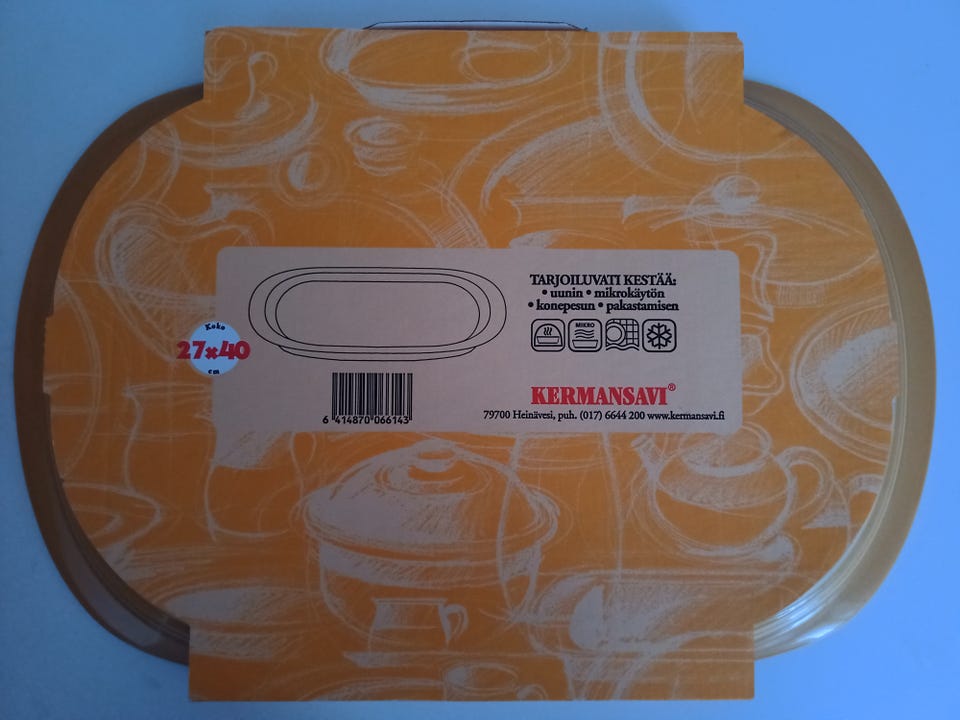 TARJOILUVATI KESTÄÄ:
• uunin • mikrokäytön
• konepesun • pakastamisen
MIKRO
Koko
27x40
cm
KERMANSAVI®
6 414870 066143
79700 Heinävesi, puh. (017) 6644 200 www.kermansavi.fi